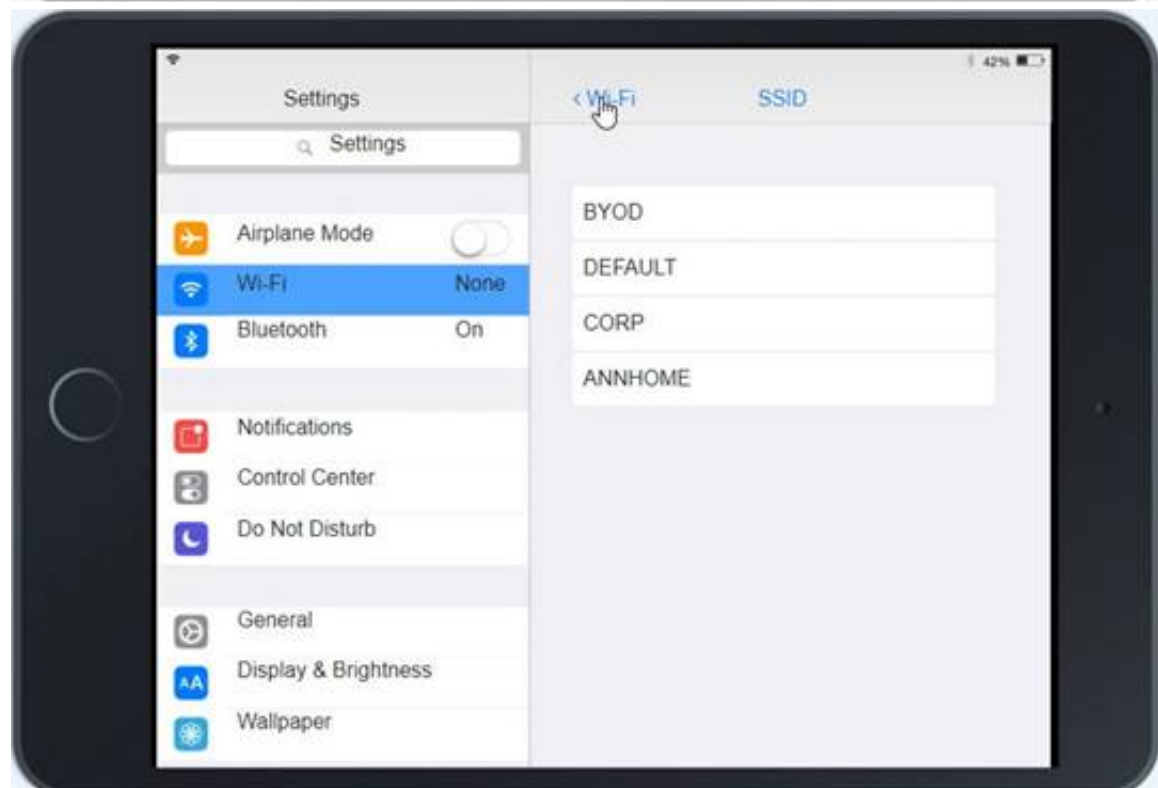 42%
Settings
< Wi-Fi
SSID
Settings
Airplane Mode
Wi-Fi None
Bluetooth On
Notifications
Control Center
Do Not Disturb
General
AA Display & Brightness
Wallpaper
BYOD
DEFAULT
CORP
ANNHOME